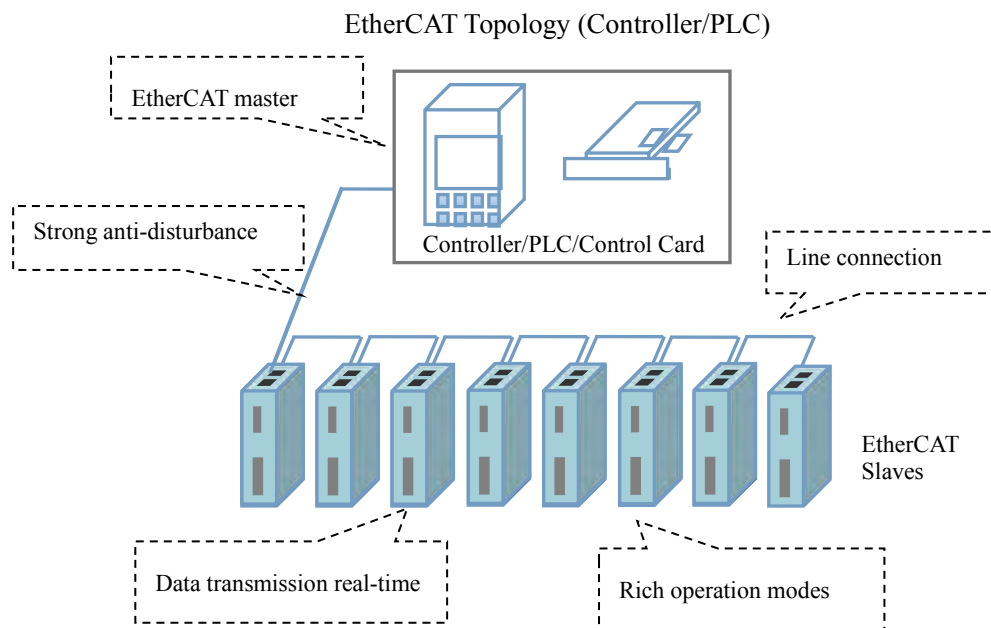 EtherCAT Topology (Controller/PLC)
EtherCAT master
Strong anti-disturbance
Controller/PLC/Control Card
Line connection
EtherCAT
Slaves
Data transmission real-time
Rich operation modes